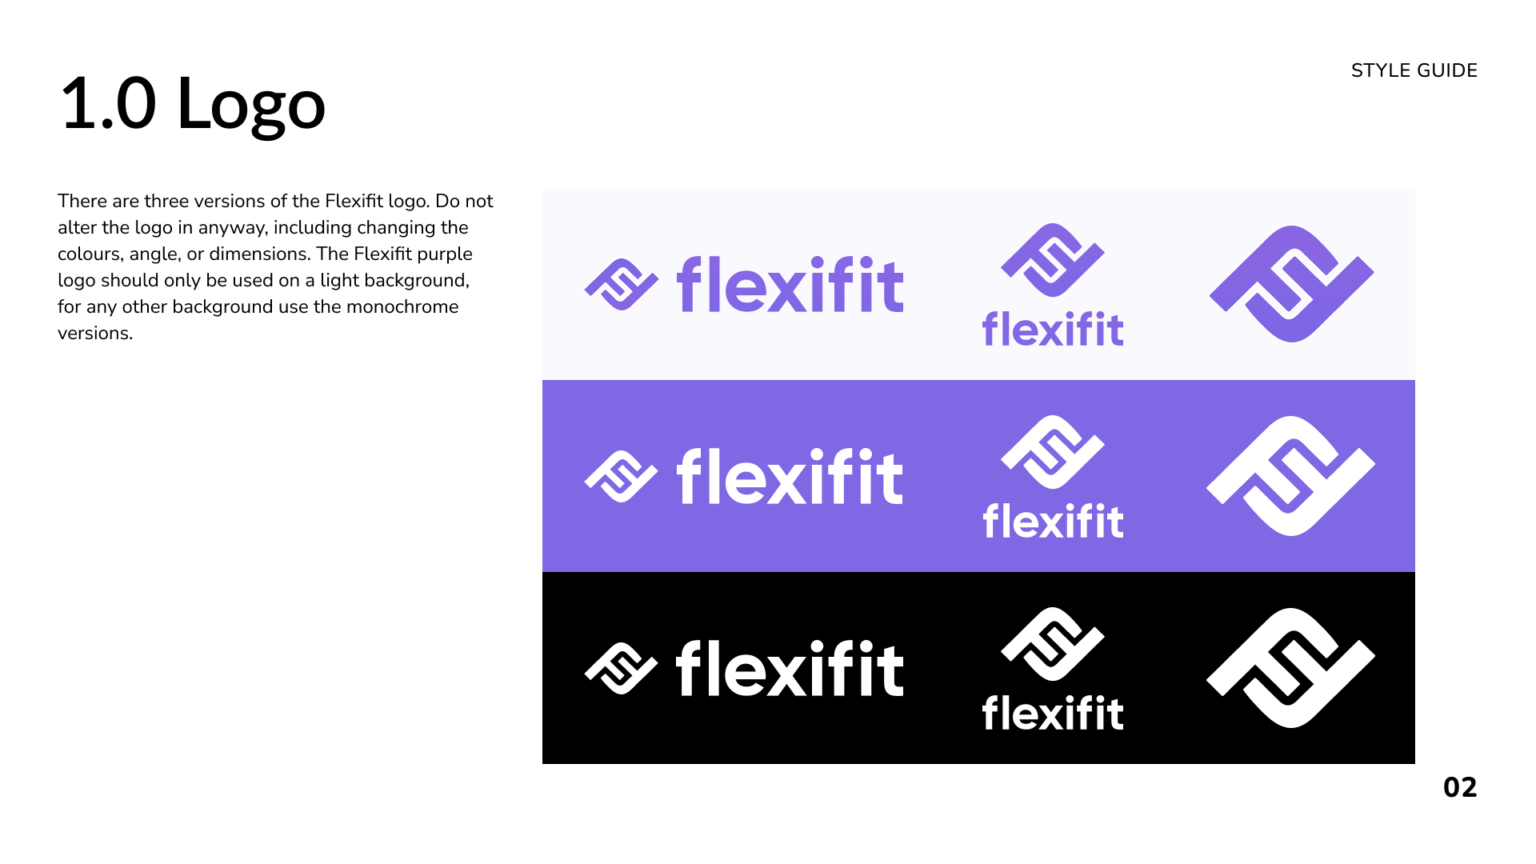 1.0 Logo
STYLE GUIDE
There are three versions of the Flexifit logo. Do not
alter the logo in anyway, including changing the
colours, angle, or dimensions. The Flexifit purple
logo should only be used on a light background,
for any other background use the monochrome
versions.
flexifit
flexifit
flexifit
flexifit
flexifit
flexifit
02